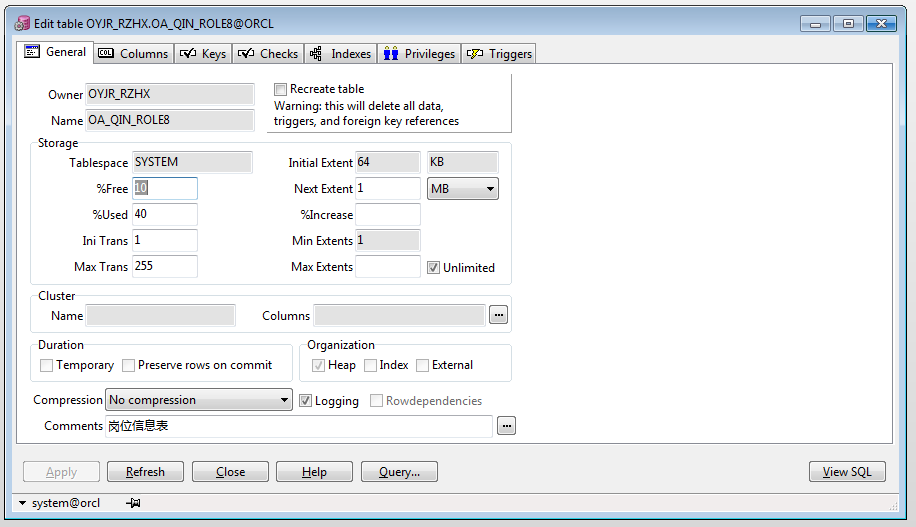 Edit table OYJR_RZHX.OA_QIN_ROLE8@ORCL
General COL Columns Keys Checks Indexes Privileges Triggers
Owner OYJR_RZHX
Name OA_QIN_ROLE8
Recreate table
Warning: this will delete all data,
triggers, and foreign key references
Storage
Tablespace SYSTEM Initial Extent 64 KB
%Free 10 Next Extent 1 MB
%Used 40 %Increase
Ini Trans 1 Min Extents 1
Max Trans 255 Max Extents Unlimited
Cluster
Name Columns ...
Duration
Temporary Preserve rows on commit
Organization
Heap Index External
Compression No compression Logging Rowdependencies
Comments 岗位信息表 ...
Apply Refresh Close Help Query... View SQL
system@orcl